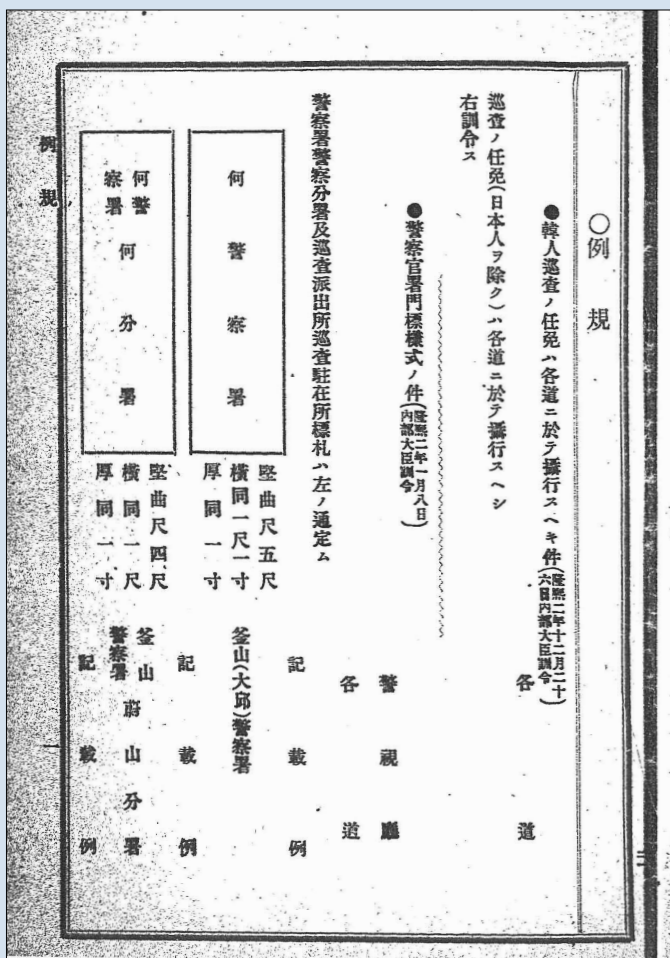 ○例規
●韓人巡査ノ任免ハ各道ニ於テ攝行スヘキ件(隆熙二年十二月二十六日內部大臣訓令)
各道
巡査ノ任免(日本人ヲ除ク)ハ各道ニ於テ攝行スヘシ
右訓令ス
●警察官署門標樣式ノ件(隆熙二年一月八日內部大臣訓令)
警視廳
各道
警察署警察分署及巡査派出所巡査駐在所標札ハ左ノ通定ム
記載例
何警察署
竪曲尺五尺
橫同一尺一寸
厚同一寸
釜山(大邱)警察署
記載例
何警察署何分署
竪曲尺四尺
橫同一尺
厚同一寸
釜山警察署蔚山分署
記載例
例規
一